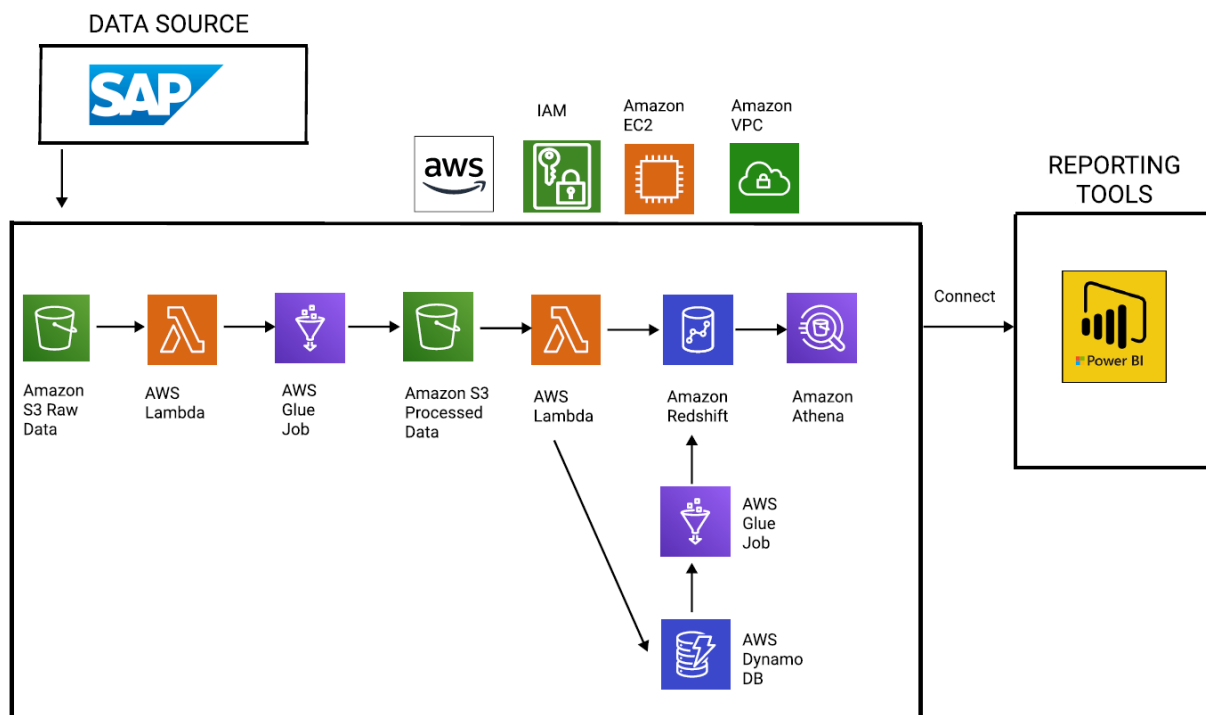 DATA SOURCE
SAP
aws
IAM
Amazon
EC2
Amazon
VPC
REPORTING
TOOLS
Connect
Power BI
Amazon
S3 Raw
Data
AWS
Lambda
AWS
Glue
Job
Amazon S3
Processed
Data
AWS
Lambda
Amazon
Redshift
Amazon
Athena
AWS
Glue
Job
AWS
Dynamo
DB